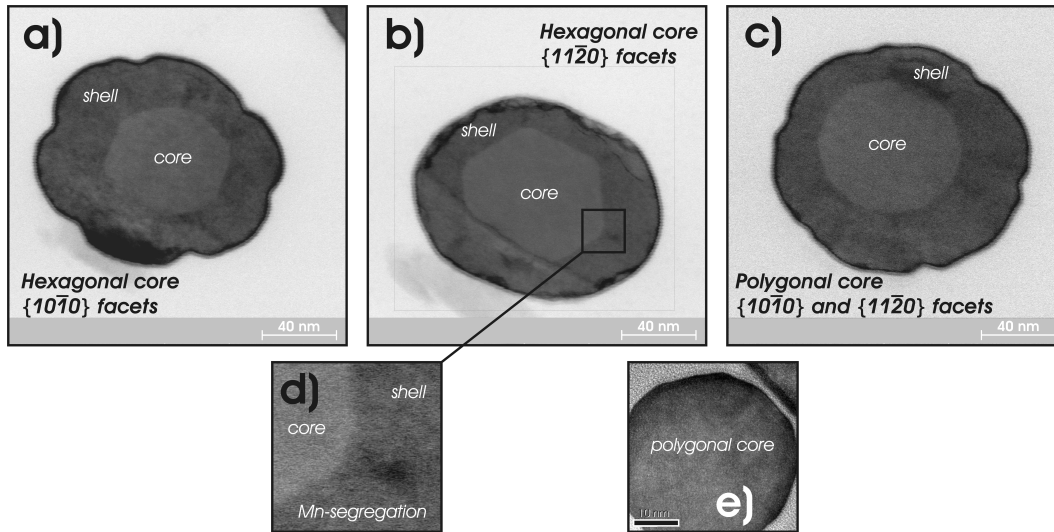 a)
shell
core
Hexagonal core
{101̅0} facets
40 nm
b)
Hexagonal core
{112̅0} facets
shell
core
40 nm
c)
shell
core
Polygonal core
{101̅0} and {112̅0} facets
40 nm
d)
shell
core
Mn-segregation
polygonal core
10 nm
e)